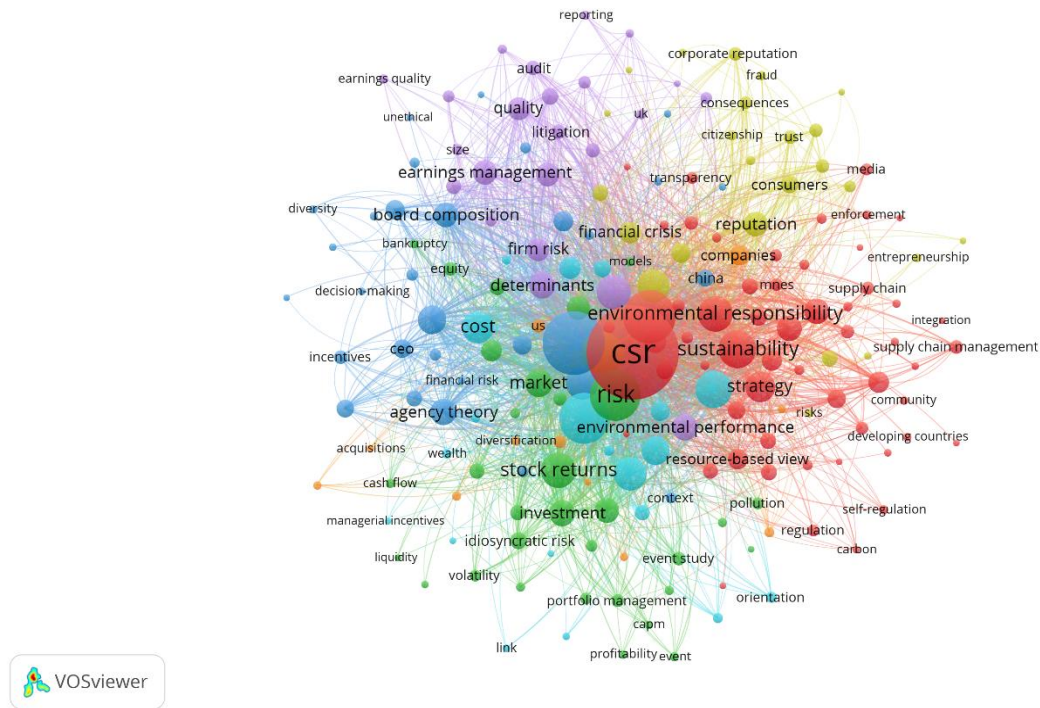 reporting
corporate reputation
audit
fraud
earnings quality
consequences
quality
uk
unethical
litigation
citizenship
trust
size
media
earnings management
transparency
consumers
diversity
board composition
enforcement
reputation
financial crisis
bankruptcy
firm risk
companies
entrepreneurship
models
equity
china
determinants
mnes
supply chain
decision-making
environmental responsibility
integration
cost
us
supply chain management
csr
sustainability
ceo
incentives
financial risk
market
strategy
risk
community
agency theory
risks
environmental performance
developing countries
diversification
acquisitions
wealth
resource-based view
stock returns
cash flow
context
pollution
self-regulation
managerial incentives
investment
regulation
idiosyncratic risk
carbon
liquidity
event study
volatility
orientation
portfolio management
capm
link
profitability
event
VOSviewer